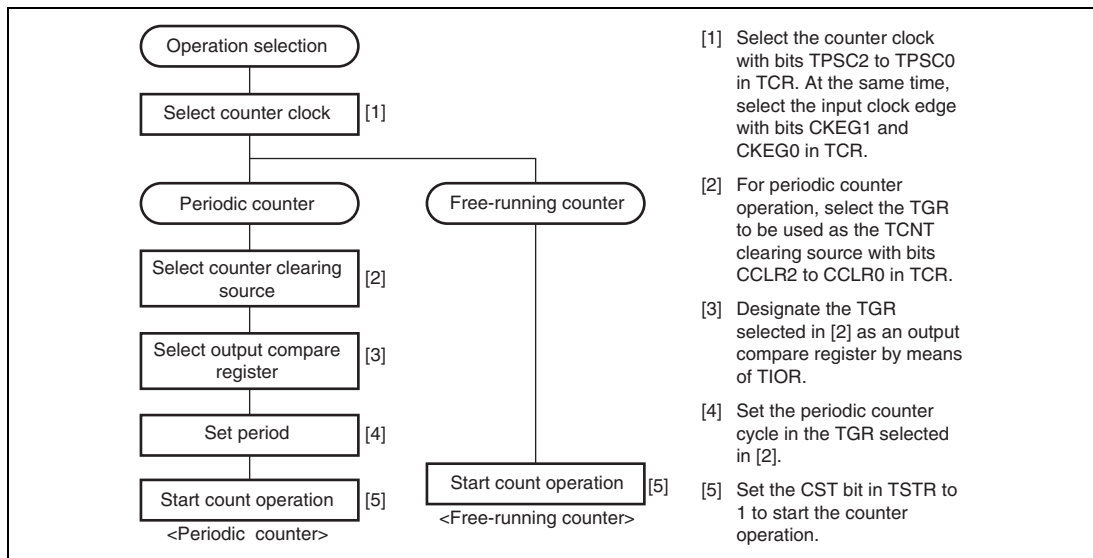 Operation selection
Select counter clock
[1]
Periodic counter
Free-running counter
Select counter clearing
source
[2]
Select output compare
register
[3]
Set period
[4]
Start count operation
[5]
<Periodic counter>
Start count operation
[5]
<Free-running counter>
[1] Select the counter clock
with bits TPSC2 to TPSC0
in TCR. At the same time,
select the input clock edge
with bits CKEG1 and
CKEG0 in TCR.
[2] For periodic counter
operation, select the TGR
to be used as the TCNT
clearing source with bits
CCLR2 to CCLR0 in TCR.
[3] Designate the TGR
selected in [2] as an output
compare register by means
of TIOR.
[4] Set the periodic counter
cycle in the TGR selected
in [2].
[5] Set the CST bit in TSTR to
1 to start the counter
operation.